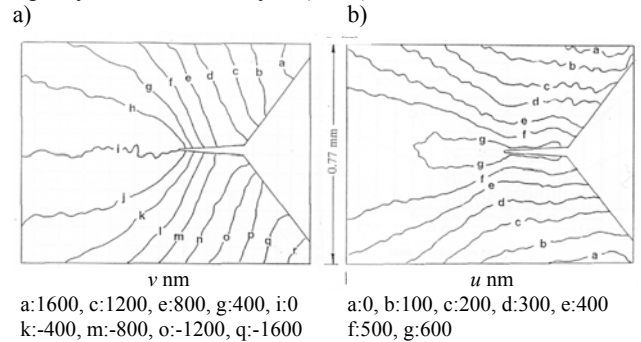 a)
b)
a
b
c
d
e
f
g
h
i
j
k
l
m
n
o
p
q
r
0.77 mm
a
b
c
d
e
f
g
g
f
e
d
c
b
a
v nm
u nm
a:1600, c:1200, e:800, g:400, i:0
k:-400, m:-800, o:-1200, q:-1600
a:0, b:100, c:200, d:300, e:400
f:500, g:600